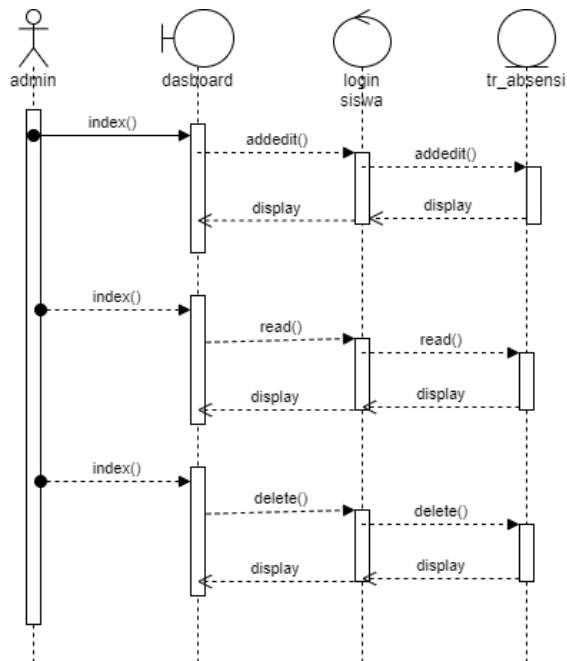 admin
dasboard
login
siswa
tr_absensi
index()
addedit()
addedit()
display
display
index()
read()
read()
display
display
index()
delete()
delete()
display
display